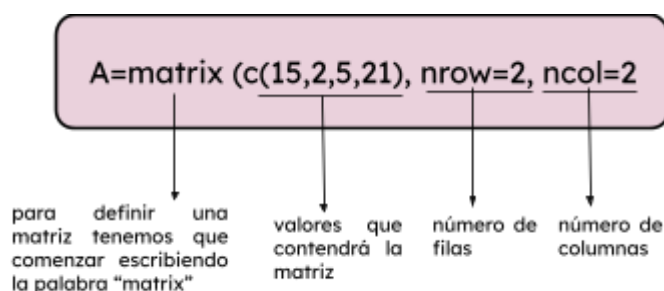 A=matrix (c(15,2,5,21), nrow=2, ncol=2
para definir una
matriz tenemos que
comenzar escribiendo
la palabra “matrix”
valores que
contendrá la
matriz
número de
filas
número de
columnas